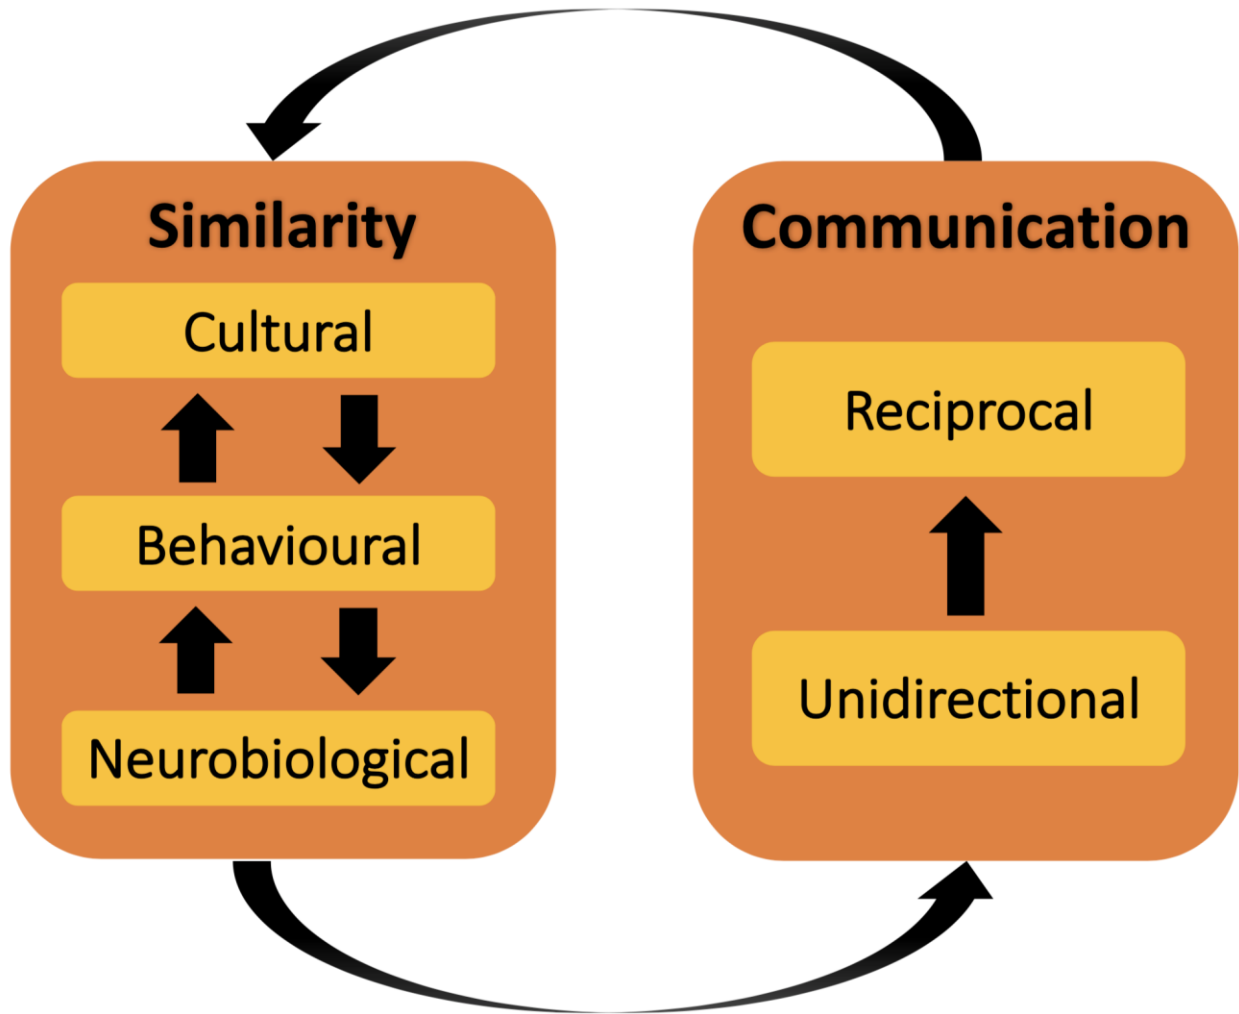 Similarity
Cultural
Behavioural
Neurobiological
Communication
Reciprocal
Unidirectional